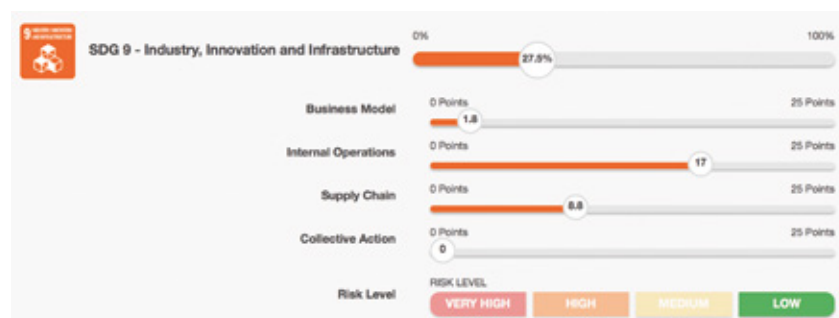 9
SDG 9 - Industry, Innovation and Infrastructure
0%
100%
27.5%
Business Model
0 Points
25 Points
1.8
Internal Operations
0 Points
25 Points
17
Supply Chain
0 Points
25 Points
8.8
Collective Action
0 Points
25 Points
0
Risk Level
RISK LEVEL
VERY HIGH
HIGH
MEDIUM
LOW